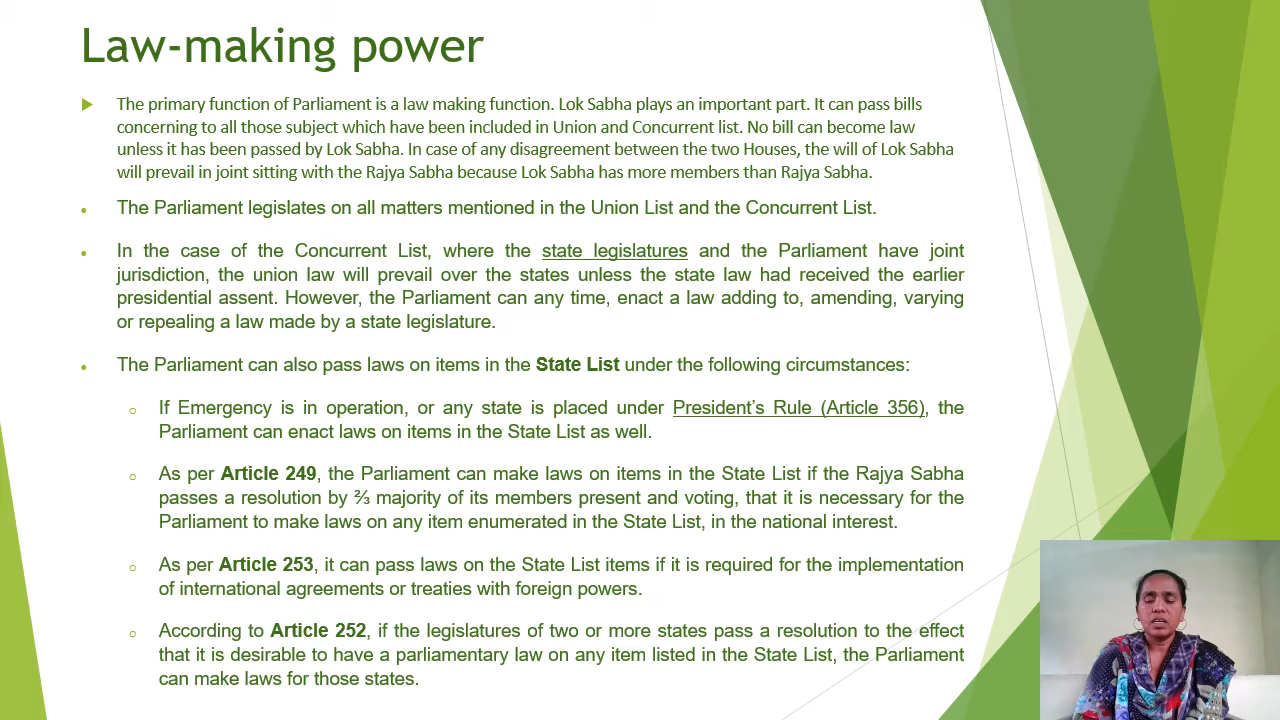 Law-making power
The primary function of Parliament is a law making function. Lok Sabha plays an important part. It can pass bills
concerning to all those subject which have been included in Union and Concurrent list. No bill can become law
unless it has been passed by Lok Sabha. In case of any disagreement between the two Houses, the will of Lok Sabha
will prevail in joint sitting with the Rajya Sabha because Lok Sabha has more members than Rajya Sabha.
The Parliament legislates on all matters mentioned in the Union List and the Concurrent List.
In the case of the Concurrent List, where the state legislatures and the Parliament have joint
jurisdiction, the union law will prevail over the states unless the state law had received the earlier
presidential assent. However, the Parliament can any time, enact a law adding to, amending, varying
or repealing a law made by a state legislature.
The Parliament can also pass laws on items in the State List under the following circumstances:
If Emergency is in operation, or any state is placed under President’s Rule (Article 356), the
Parliament can enact laws on items in the State List as well.
As per Article 249, the Parliament can make laws on items in the State List if the Rajya Sabha
passes a resolution by ⅔ majority of its members present and voting, that it is necessary for the
Parliament to make laws on any item enumerated in the State List, in the national interest.
As per Article 253, it can pass laws on the State List items if it is required for the implementation
of international agreements or treaties with foreign powers.
According to Article 252, if the legislatures of two or more states pass a resolution to the effect
that it is desirable to have a parliamentary law on any item listed in the State List, the Parliament
can make laws for those states.